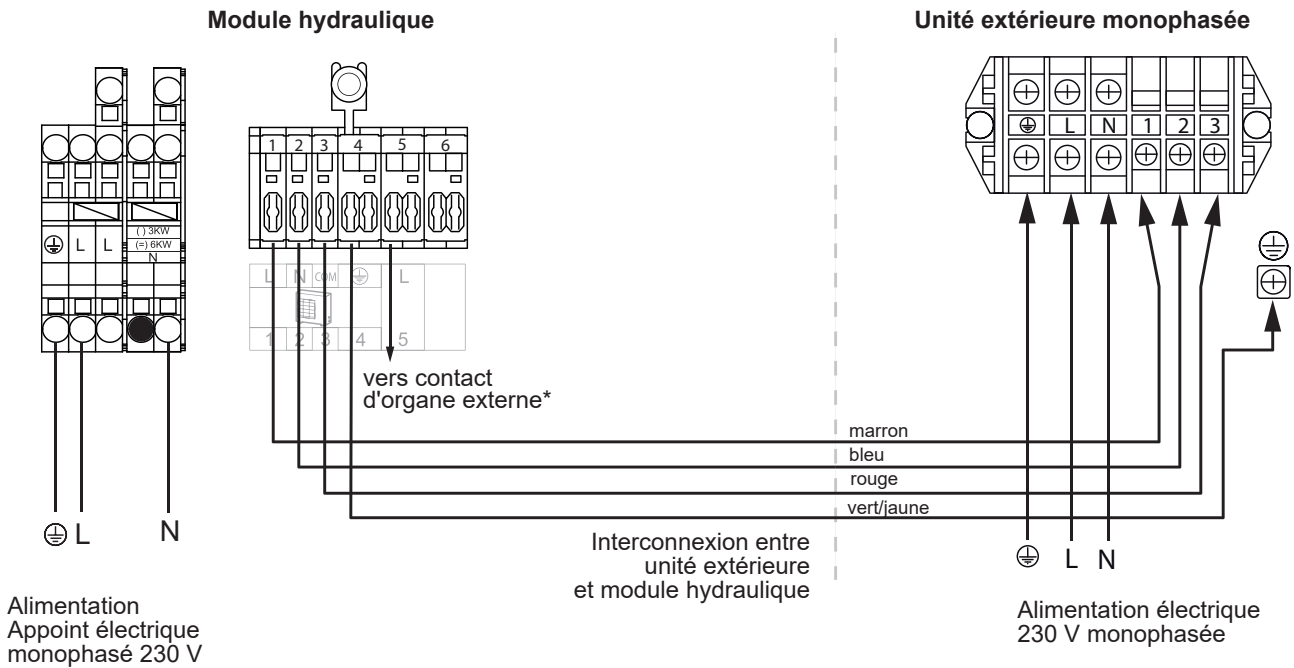 Module hydraulique
Unité extérieure monophasée
1 2 3 4 5 6
L N 1 2 3
L L
( ) 3KW
(=) 6KW
N
L N COM L
1 2 3 4 5
vers contact
d'organe externe*
marron
bleu
rouge
vert/jaune
L N
L N
Interconnexion entre
unité extérieure
et module hydraulique
Alimentation
Appoint électrique
monophasé 230 V
Alimentation électrique
230 V monophasée